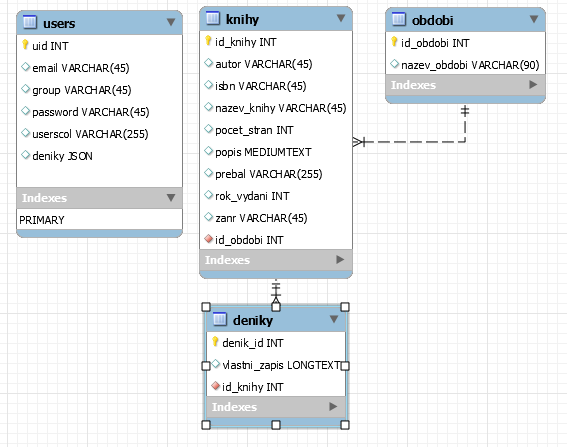 users
uid INT
email VARCHAR(45)
group VARCHAR(45)
password VARCHAR(45)
userscol VARCHAR(255)
deniky JSON
Indexes
PRIMARY
knihy
id_knihy INT
autor VARCHAR(45)
isbn VARCHAR(45)
nazev_knihy VARCHAR(45)
pocet_stran INT
popis MEDIUMTEXT
prebal VARCHAR(255)
rok_vydani INT
zanr VARCHAR(45)
id_obdobi INT
Indexes
obdobi
id_obdobi INT
nazev_obdobi VARCHAR(90)
Indexes
deniky
denik_id INT
vlastni_zapis LONGTEXT
id_knihy INT
Indexes